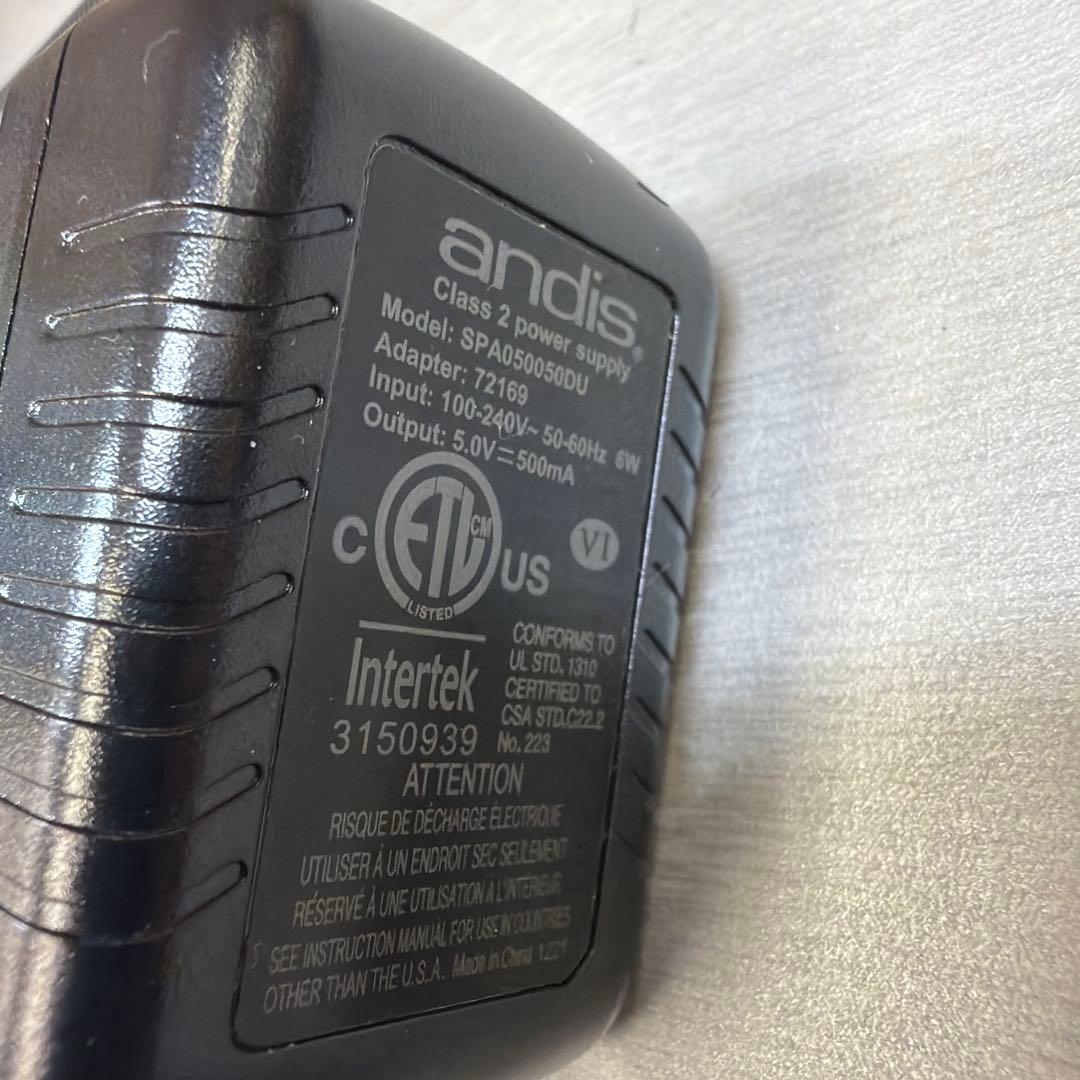 andis®
Class 2 power supply
Model: SPA050050DU
Adapter: 72169
Input: 100-240V~ 50-60Hz 6W
Output: 5.0V⎓500mA
C ETL CM US
LISTED
VI
Intertek
3150939
CONFORMS TO
UL STD. 1310
CERTIFIED TO
CSA STD.C22.2
No. 223
ATTENTION
RISQUE DE DÉCHARGE ÉLECTRIQUE
UTILISER À UN ENDROIT SEC SEULEMENT
RÉSERVÉ À UNE UTILISATION A L'INTÉRIEUR
SEE INSTRUCTION MANUAL FOR USE IN COUNTRIES
OTHER THAN THE U.S.A. Made in China 1221